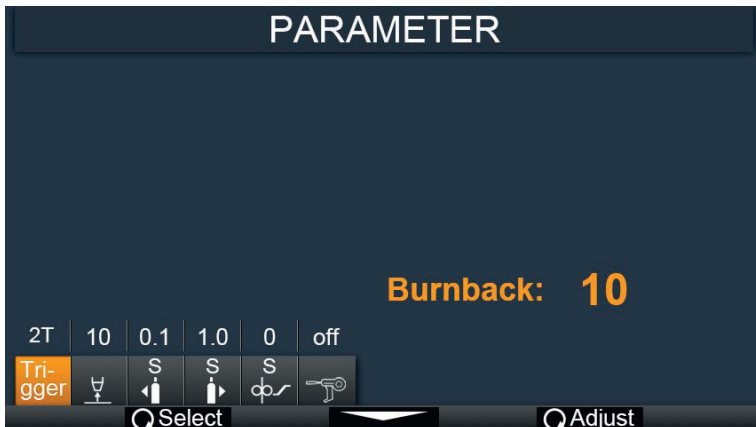 PARAMETER
Burnback: 10
2T 10 0.1 1.0 0 off
Tri-
gger
S S S
Select Adjust